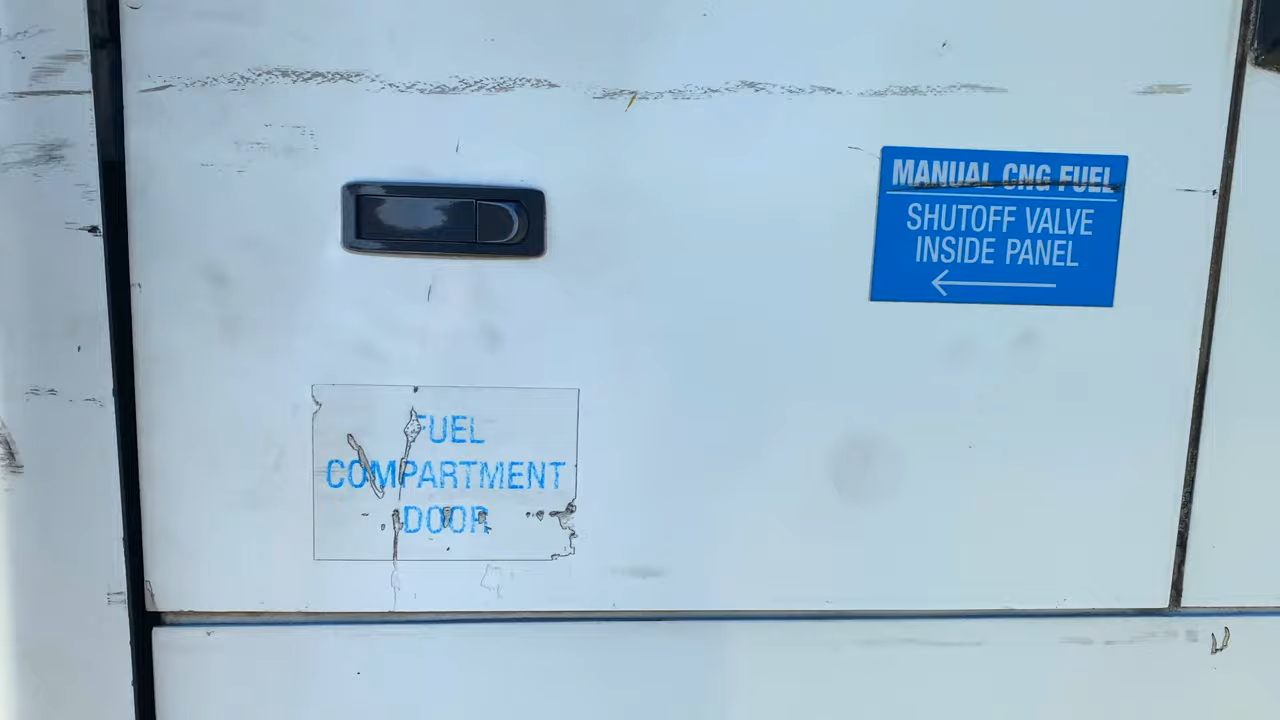 MANUAL CNG FUEL
SHUTOFF VALVE
INSIDE PANEL
FUEL
COMPARTMENT
DOOR